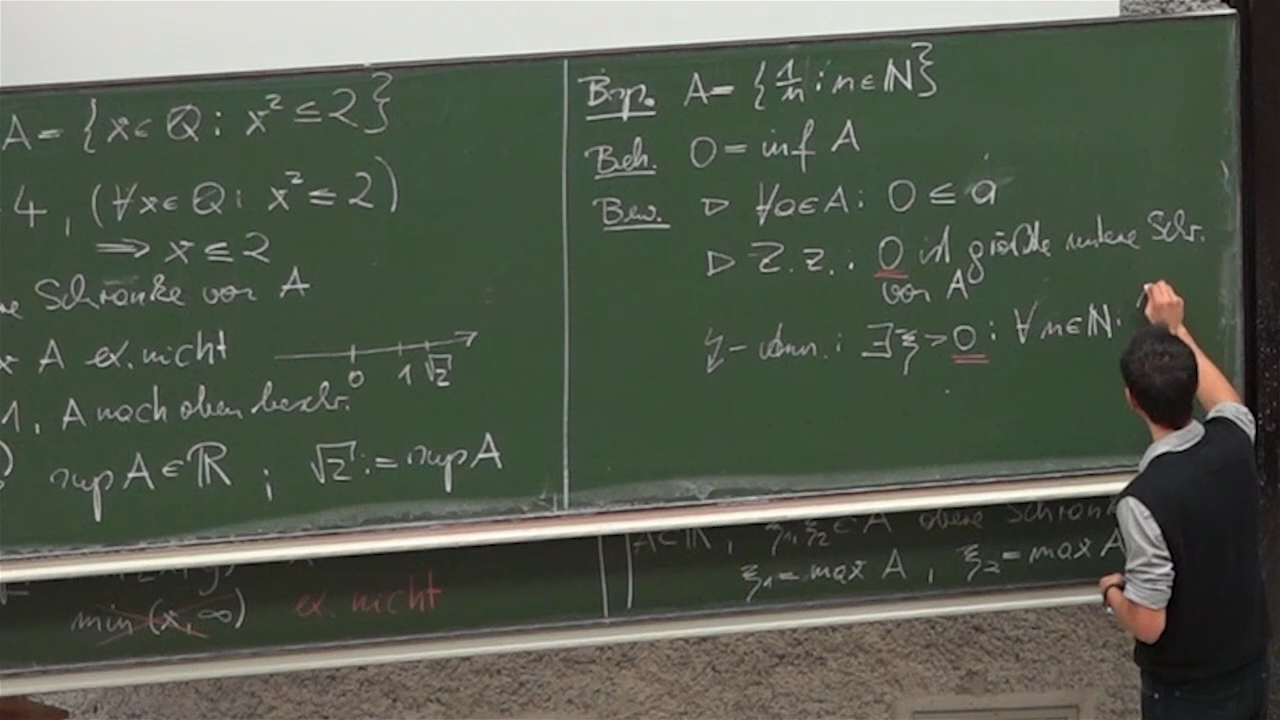 A = {x ∈ ℚ : x² ≤ 2}
4, (∀x ∈ ℚ : x² ≤ 2)
⟹ x ≤ 2
Schranke von A
A ex. nicht
0 1 √2
1, A nach oben beschr.
sup A ∈ ℝ ; √2 := sup A
Bsp. A = {1/n : n ∈ ℕ}
Beh. 0 = inf A
Bew. ▷ ∀a ∈ A : 0 ≤ a
▷ Z.z.: 0 ist größte untere Schr.
von A
↯-Ann.: ∃ξ > 0 : ∀n ∈ ℕ :
min (x, ∞) ex. nicht
A ⊂ ℝ, ξ₁, ξ₂ ∈ A obere Schrank
ξ₁ = max A, ξ₂ = max A